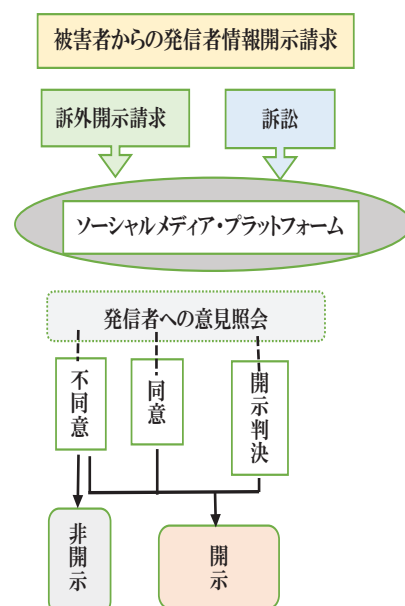 被害者からの発信者情報開示請求
訴外開示請求
訴訟
ソーシャルメディア・プラットフォーム
発信者への意見照会
不同意
同意
開示判決
非開示
開示